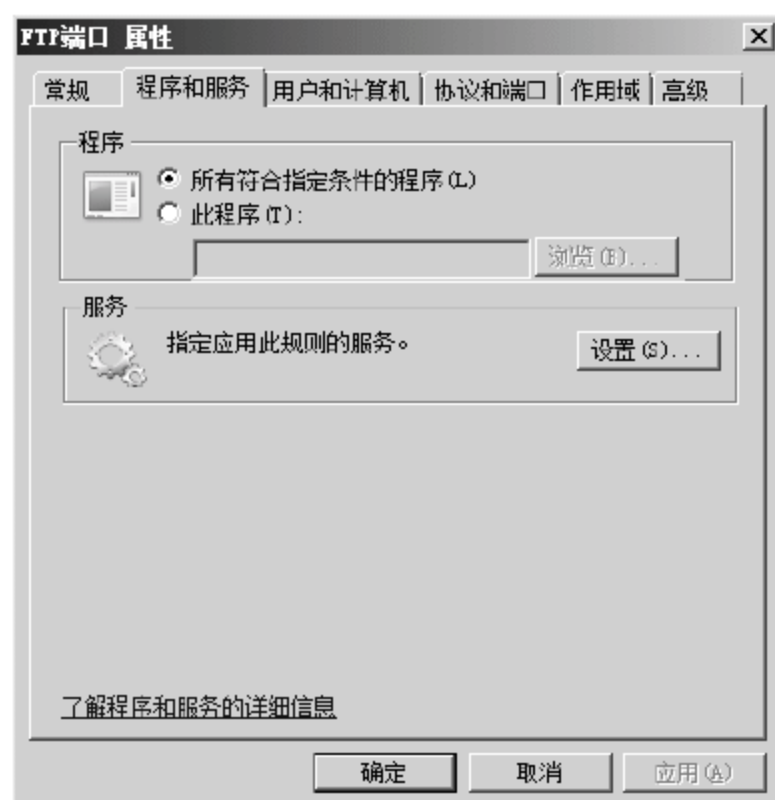 FTP端口 属性
常规 程序和服务 用户和计算机 协议和端口 作用域 高级
程序
所有符合指定条件的程序(L)
此程序(T):
浏览(B)...
服务
指定应用此规则的服务。
设置(S)...
了解程序和服务的详细信息
确定 取消 应用(A)